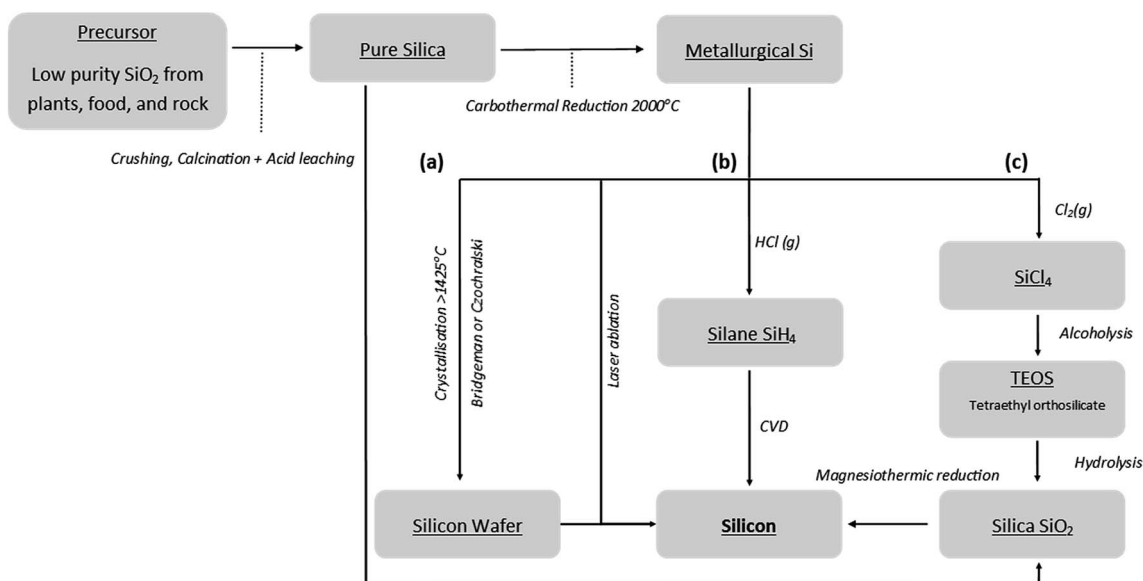 Precursor
Low purity SiO₂ from
plants, food, and rock
Pure Silica
Metallurgical Si
Carbothermal Reduction 2000°C
Crushing, Calcination + Acid leaching
(a)
(b)
(c)
Crystallisation >1425°C
Bridgeman or Czochralski
Laser ablation
HCl (g)
Cl₂(g)
SiCl₄
Silane SiH₄
Alcoholysis
TEOS
Tetraethyl orthosilicate
CVD
Hydrolysis
Magnesiothermic reduction
Silicon Wafer
Silicon
Silica SiO₂